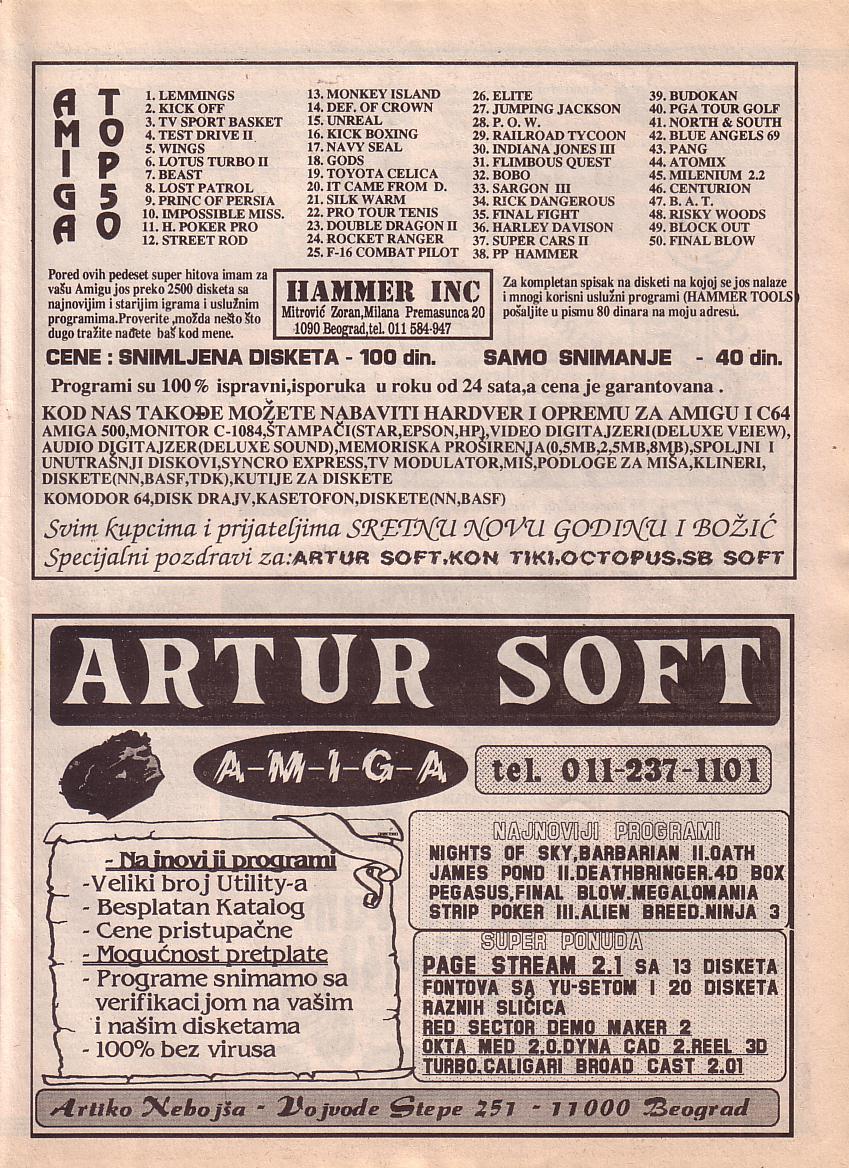 AMIGA
TOP50
1. LEMMINGS
2. KICK OFF
3. TV SPORT BASKET
4. TEST DRIVE II
5. WINGS
6. LOTUS TURBO II
7. BEAST
8. LOST PATROL
9. PRINC OF PERSIA
10. IMPOSSIBLE MISS.
11. H. POKER PRO
12. STREET ROD
13. MONKEY ISLAND
14. DEF. OF CROWN
15. UNREAL
16. KICK BOXING
17. NAVY SEAL
18. GODS
19. TOYOTA CELICA
20. IT CAME FROM D.
21. SILK WARM
22. PRO TOUR TENIS
23. DOUBLE DRAGON II
24. ROCKET RANGER
25. F-16 COMBAT PILOT
26. ELITE
27. JUMPING JACKSON
28. P. O. W.
29. RAILROAD TYCOON
30. INDIANA JONES III
31. FLIMBOUS QUEST
32. BOBO
33. SARGON III
34. RICK DANGEROUS
35. FINAL FIGHT
36. HARLEY DAVISON
37. SUPER CARS II
38. PP HAMMER
39. BUDOKAN
40. PGA TOUR GOLF
41. NORTH & SOUTH
42. BLUE ANGELS 69
43. PANG
44. ATOMIX
45. MILENIUM 2.2
46. CENTURION
47. B. A. T.
48. RISKY WOODS
49. BLOCK OUT
50. FINAL BLOW
Pored ovih pedeset super hitova imam za
vašu Amigu jos preko 2500 disketa sa
najnovijim i starijim igrama i uslužnim
programima.Proverite ,možda nešto što
dugo tražite nađete baš kod mene.
HAMMER INC
Mitrović Zoran,Milana Premasunca 20
1090 Beograd,tel. 011 584-947
Za kompletan spisak na disketi na kojoj se jos nalaze
i mnogi korisni uslužni programi (HAMMER TOOLS)
pošaljite u pismu 80 dinara na moju adresu.
CENE : SNIMLJENA DISKETA - 100 din. SAMO SNIMANJE - 40 din.
Programi su 100% ispravni,isporuka u roku od 24 sata,a cena je garantovana .
KOD NAS TAKOĐE MOŽETE NABAVITI HARDVER I OPREMU ZA AMIGU I C64
AMIGA 500,MONITOR C-1084,ŠTAMPAČI(STAR,EPSON,HP),VIDEO DIGITAJZERI(DELUXE VEIEW),
AUDIO DIGITAJZER(DELUXE SOUND),MEMORISKA PROŠIRENJA(0,5MB,2,5MB,8MB),SPOLJNI I
UNUTRAŠNJI DISKOVI,SYNCRO EXPRESS,TV MODULATOR,MIŠ,PODLOGE ZA MIŠA,KLINERI,
DISKETE(NN,BASF,TDK),KUTIJE ZA DISKETE
KOMODOR 64,DISK DRAJV,KASETOFON,DISKETE(NN,BASF)
Svim kupcima i prijateljima SRETNU NOVU GODINU I BOŽIĆ
Specijalni pozdravi za:ARTUR SOFT.KON TIKI.OCTOPUS.SB SOFT
ARTUR SOFT
A-M-I-G-A
tel. 011-237-1101
- Najnoviji programi
-Veliki broj Utility-a
- Besplatan Katalog
- Cene pristupačne
- Mogućnost pretplate
- Programe snimamo sa
verifikacijom na vašim
i našim disketama
- 100% bez virusa
NAJNOVIJI PROGRAMI
NIGHTS OF SKY,BARBARIAN II.OATH
JAMES POND II.DEATHBRINGER.4D BOX
PEGASUS,FINAL BLOW.MEGALOMANIA
STRIP POKER III.ALIEN BREED.NINJA 3
SUPER PONUDA
PAGE STREAM 2.1 SA 13 DISKETA
FONTOVA SA YU-SETOM I 20 DISKETA
RAZNIH SLIČICA
RED SECTOR DEMO MAKER 2
OKTA MED 2.0.DYNA CAD 2.REEL 3D
TURBO.CALIGARI BROAD CAST 2.01
Artiko Nebojša - Vojvode Stepe 251 - 11000 Beograd